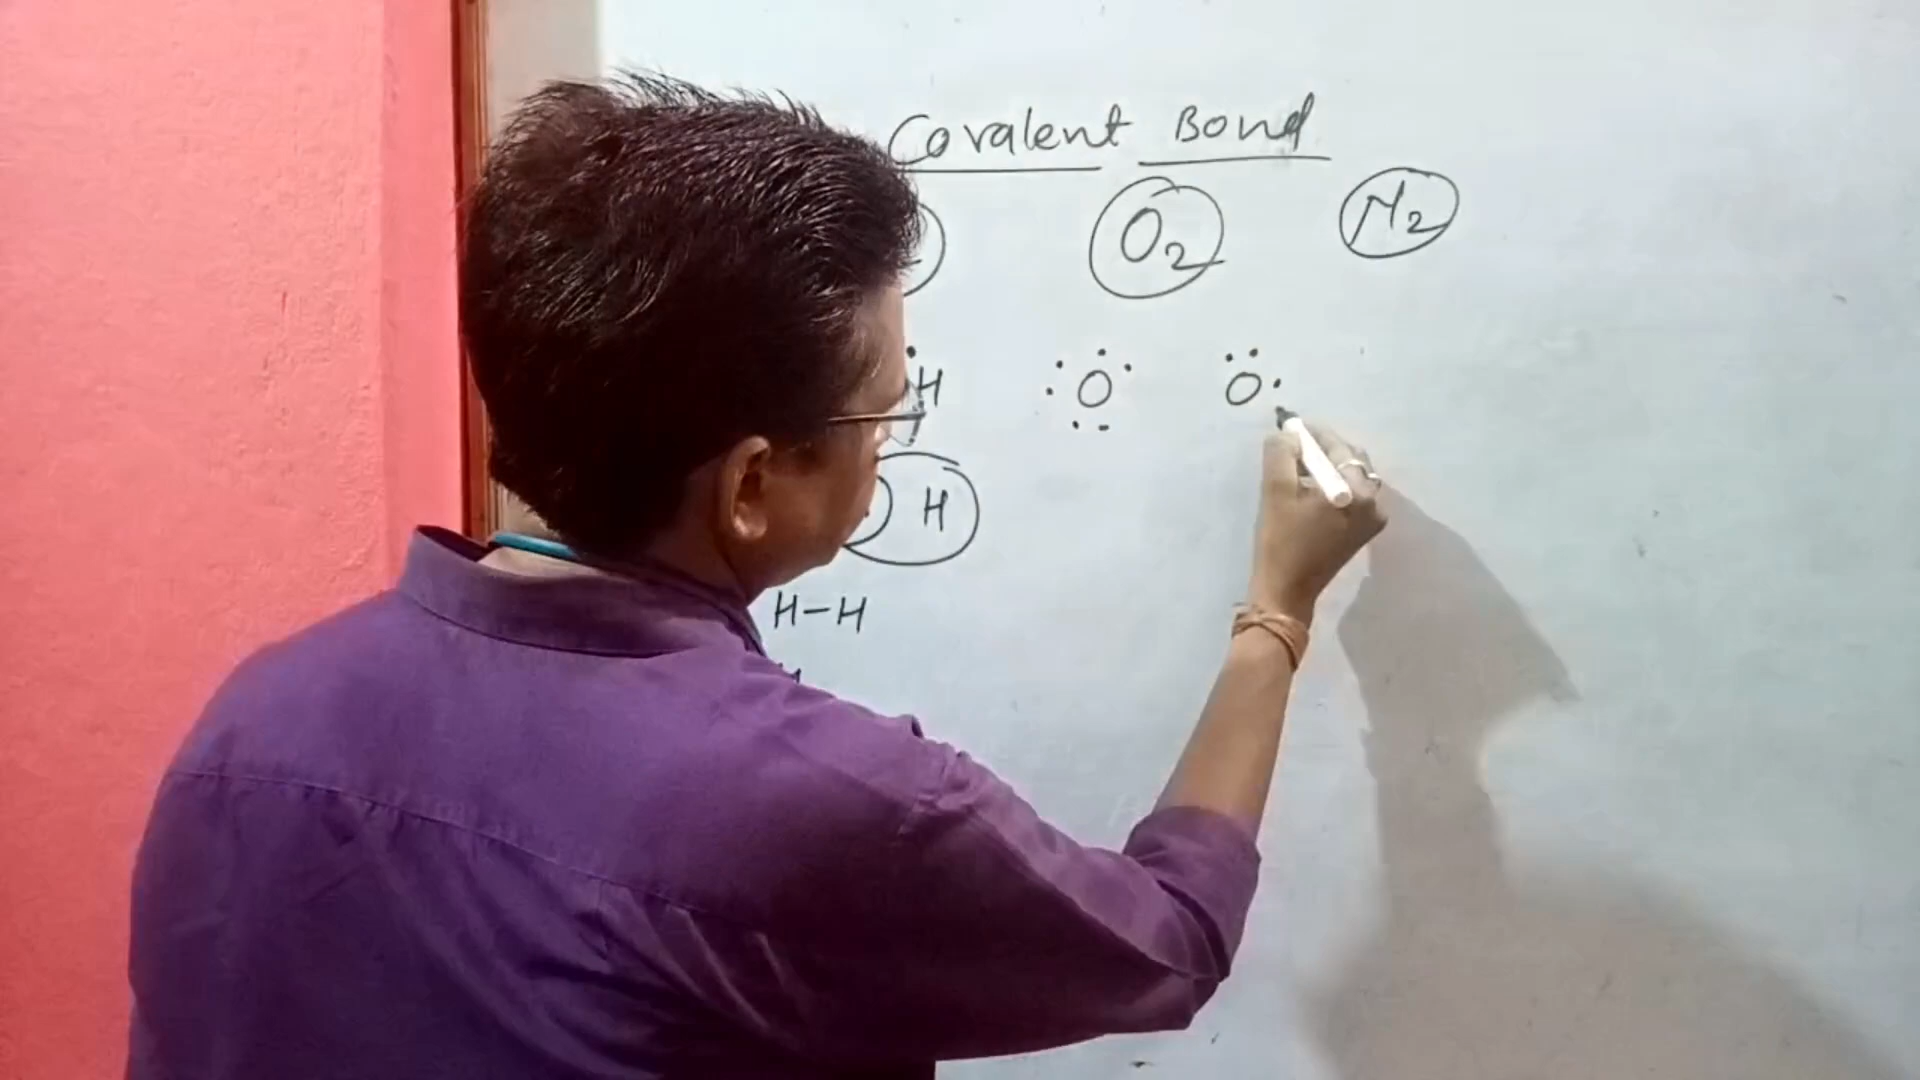 Covalent Bond
O2 N2
H O O
H
H-H